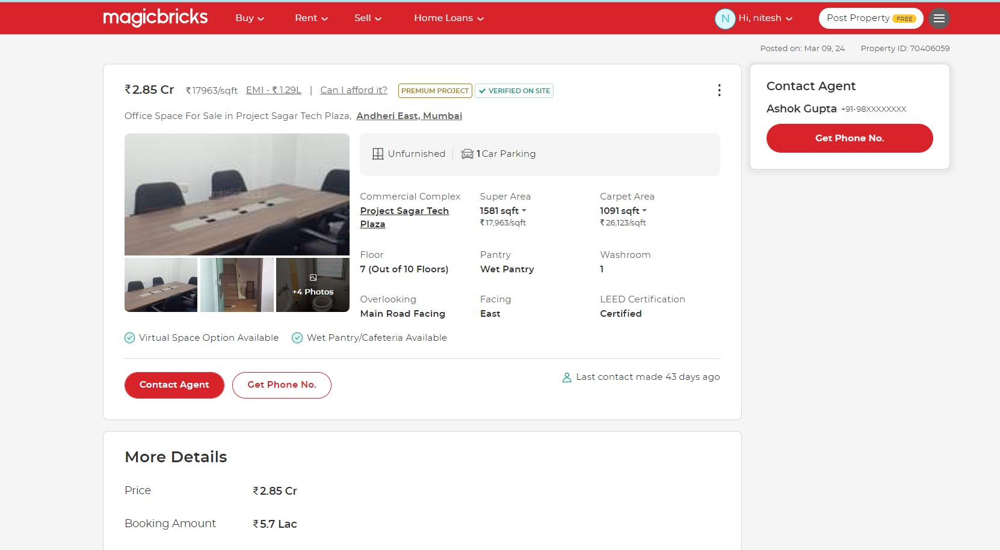 magicbricks
Buy
Rent
Sell
Home Loans
N
Hi, nitesh
Post Property FREE
Posted on: Mar 09, 24
Property ID: 70406059
₹2.85 Cr
₹17963/sqft
EMI - ₹1.29L
|
Can I afford it?
PREMIUM PROJECT
VERIFIED ON SITE
Office Space For Sale in Project Sagar Tech Plaza, Andheri East, Mumbai
Unfurnished
1 Car Parking
Commercial Complex
Project Sagar Tech
Plaza
Super Area
1581 sqft
₹17,963/sqft
Carpet Area
1091 sqft
₹26,123/sqft
Floor
7 (Out of 10 Floors)
Pantry
Wet Pantry
Washroom
1
Overlooking
Main Road Facing
Facing
East
LEED Certification
Certified
+4 Photos
Virtual Space Option Available
Wet Pantry/Cafeteria Available
Contact Agent
Get Phone No.
Last contact made 43 days ago
Contact Agent
Ashok Gupta +91-98XXXXXXXX
Get Phone No.
More Details
Price
₹2.85 Cr
Booking Amount
₹5.7 Lac